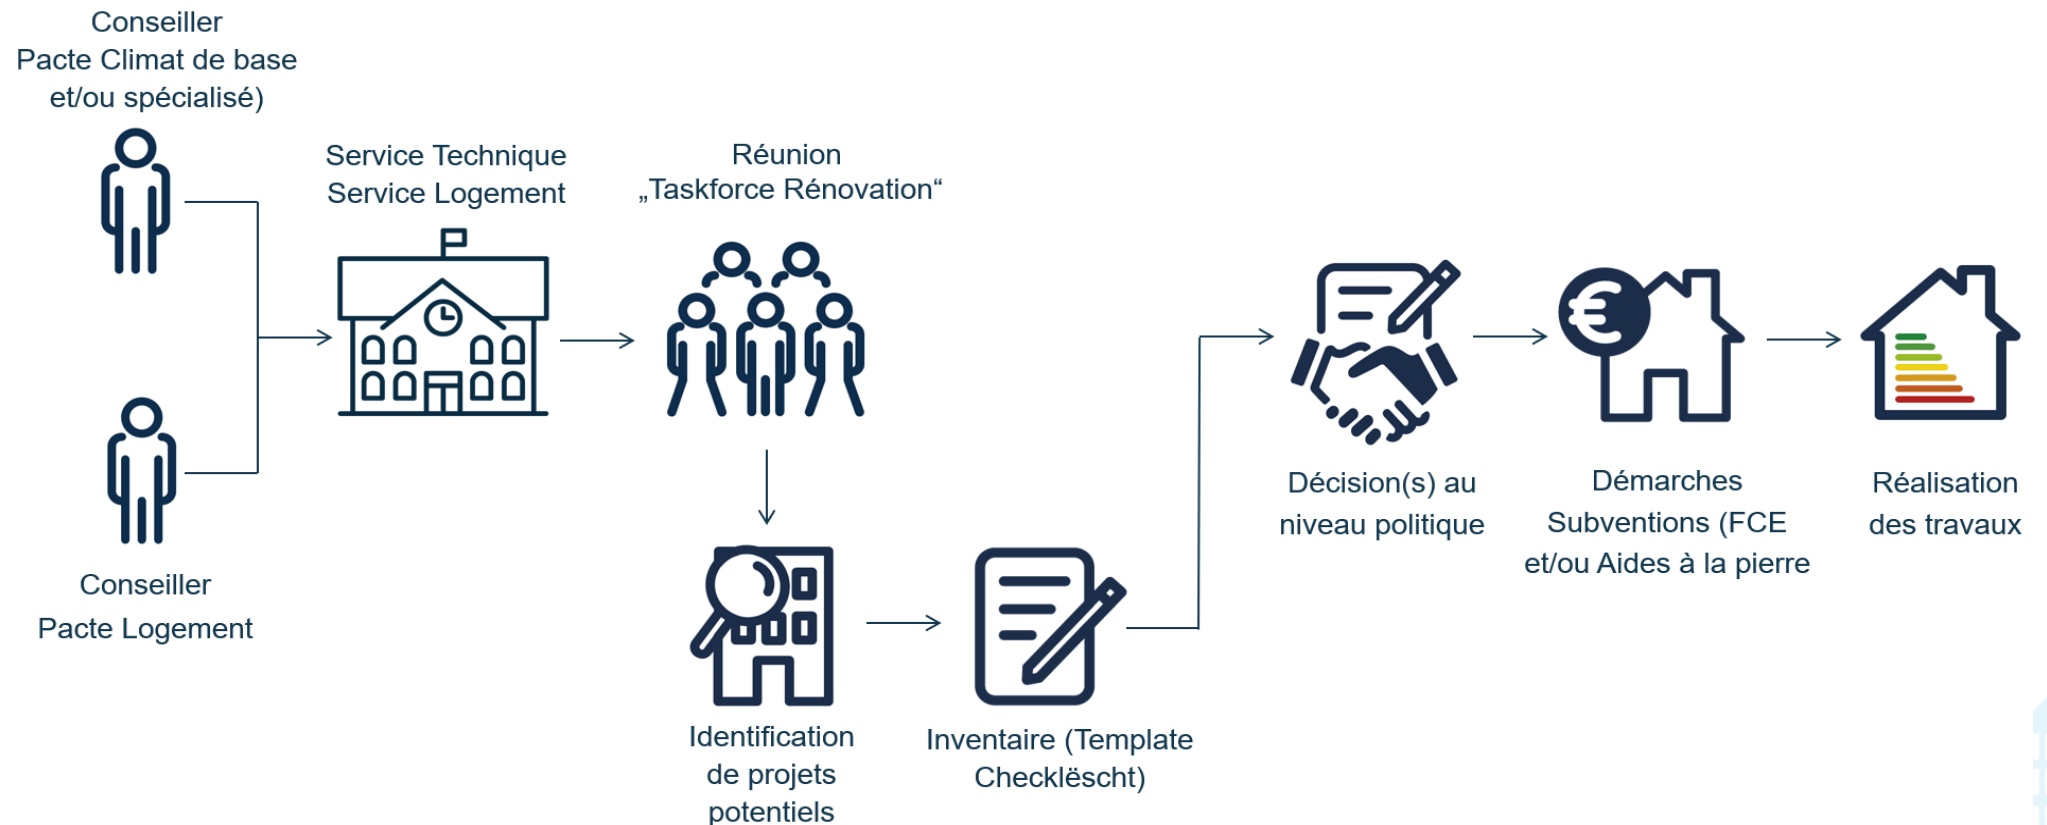 Conseiller
Pacte Climat de base
et/ou spécialisé)
Service Technique
Service Logement
Réunion
„Taskforce Rénovation“
Conseiller
Pacte Logement
Identification
de projets
potentiels
Inventaire (Template
Checklëscht)
Décision(s) au
niveau politique
Démarches
Subventions (FCE
et/ou Aides à la pierre
Réalisation
des travaux